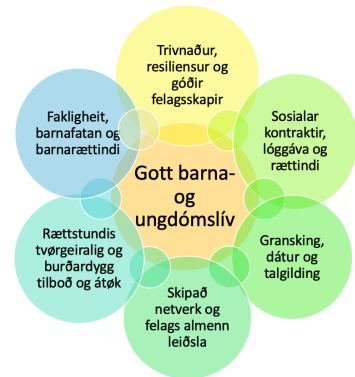 Trivnaður,
resiliensur og
góðir
felagsskapir
Sosialar
kontraktir,
lóggáva og
rættindi
Gransking,
dátur og
talgilding
Skipað
netverk og
felags almenn
leiðsla
Rættstundis
tvørgeiralig og
burðardygg
tilboð og átøk
Fakligheit,
barnafatan og
barnarættindi
Gott barna-
og
ungdómslív